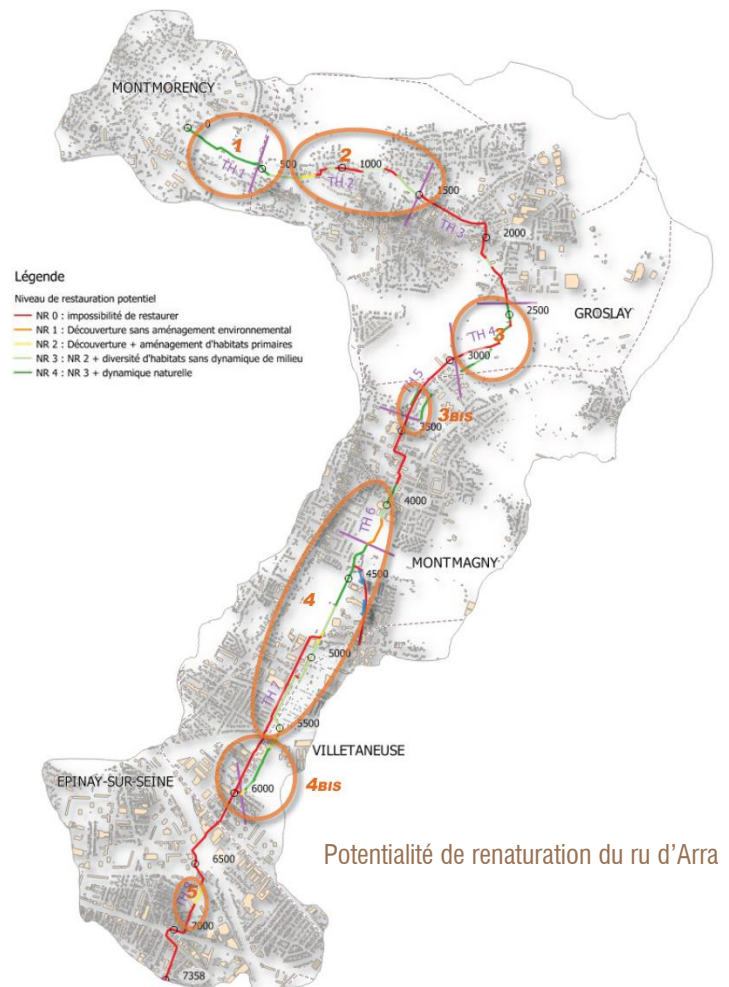 MONTMORENCY
0
1
TH 1
500
2
1000
TH 2
1500
TH 3
2000
Légende
Niveau de restauration potentiel
NR 0 : impossibilité de restaurer
NR 1 : Découverture sans aménagement environnemental
NR 2 : Découverture + aménagement d'habitats primaires
NR 3 : NR 2 + diversité d'habitats sans dynamique de milieu
NR 4 : NR 3 + dynamique naturelle
2500
GROSLAY
TH 4
3
3000
TH 5
3BIS
3500
4000
TH 6
MONTMAGNY
4500
4
5000
TH 7
5500
VILLETANEUSE
EPINAY-SUR-SEINE
6000
4BIS
6500
Potentialité de renaturation du ru d'Arra
5
7000
7358